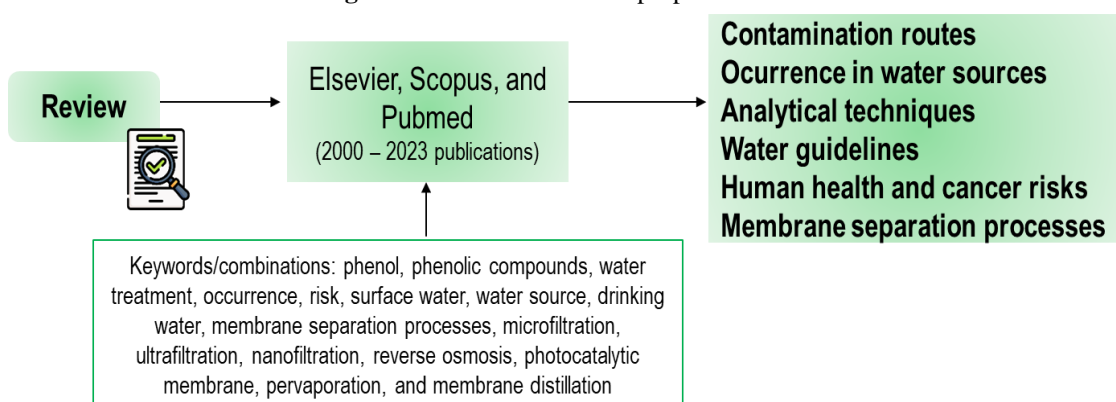 Review
Elsevier, Scopus, and
Pubmed
(2000 – 2023 publications)
Contamination routes
Ocurrence in water sources
Analytical techniques
Water guidelines
Human health and cancer risks
Membrane separation processes
Keywords/combinations: phenol, phenolic compounds, water
treatment, occurrence, risk, surface water, water source, drinking
water, membrane separation processes, microfiltration,
ultrafiltration, nanofiltration, reverse osmosis, photocatalytic
membrane, pervaporation, and membrane distillation